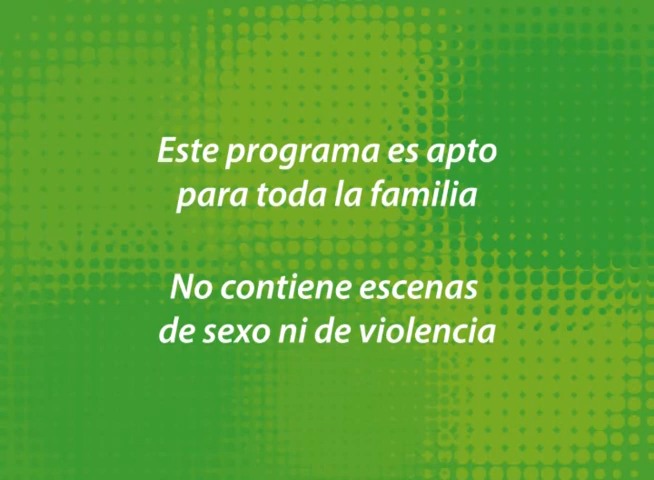 Este programa es apto
para toda la familia
No contiene escenas
de sexo ni de violencia